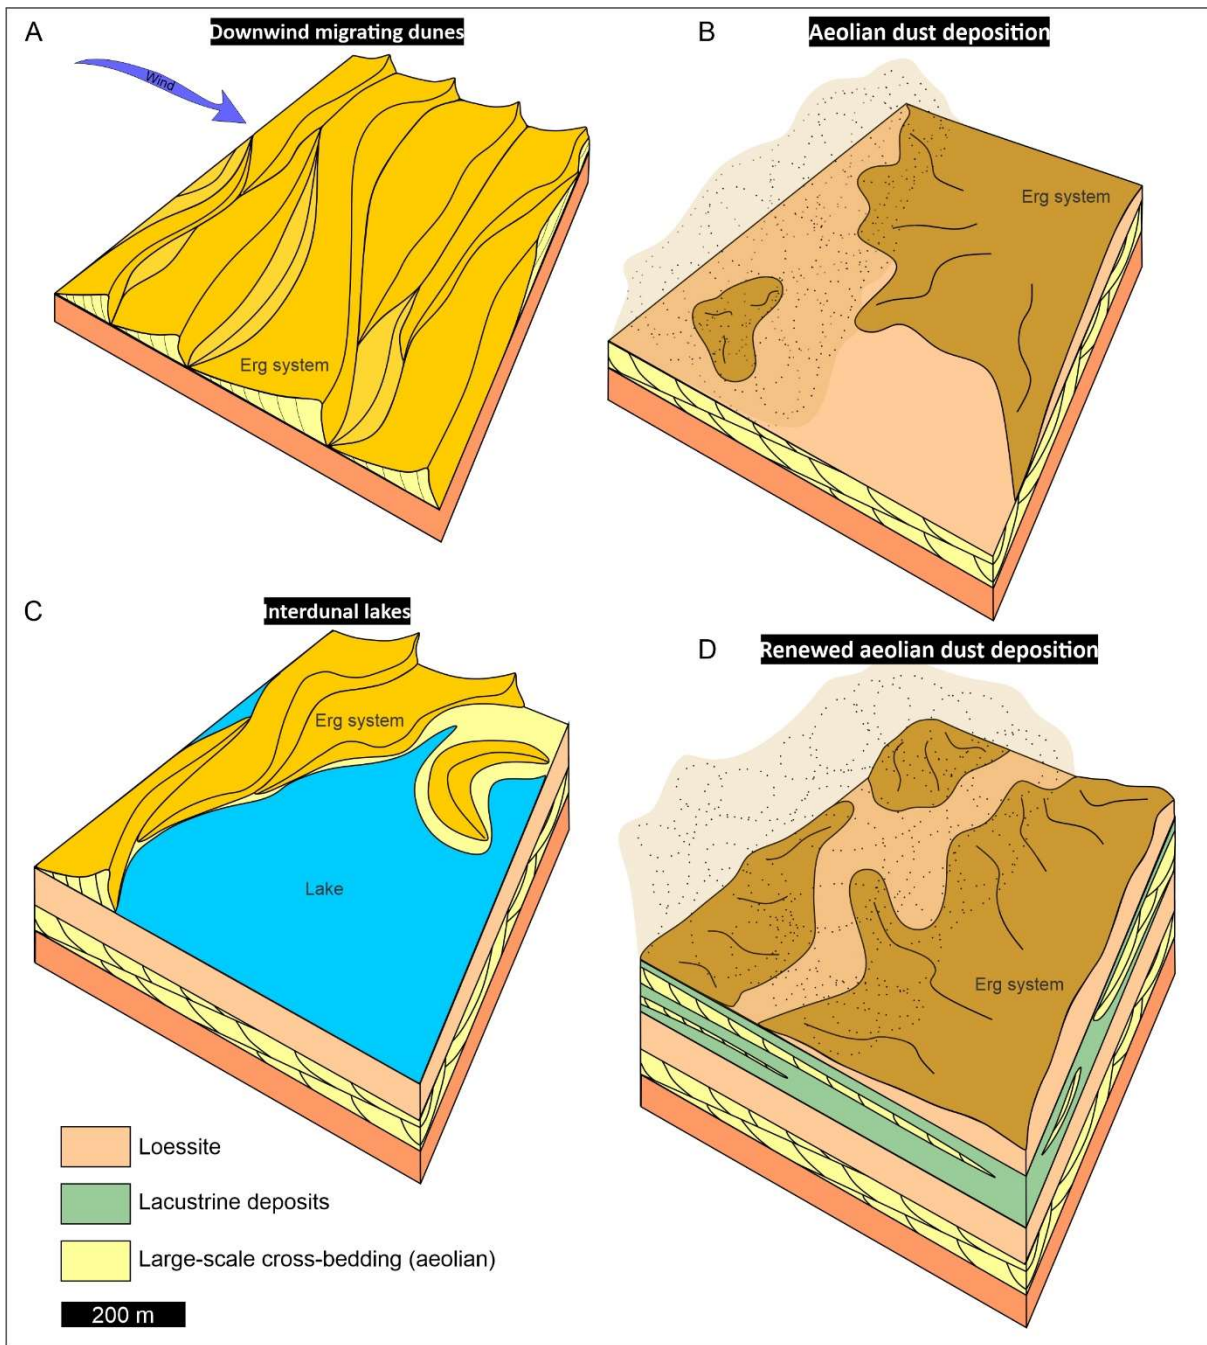 A
Downwind migrating dunes
Wind
Erg system
B
Aeolian dust deposition
Erg system
C
Interdunal lakes
Erg system
Lake
D
Renewed aeolian dust deposition
Erg system
Loessite
Lacustrine deposits
Large-scale cross-bedding (aeolian)
200 m